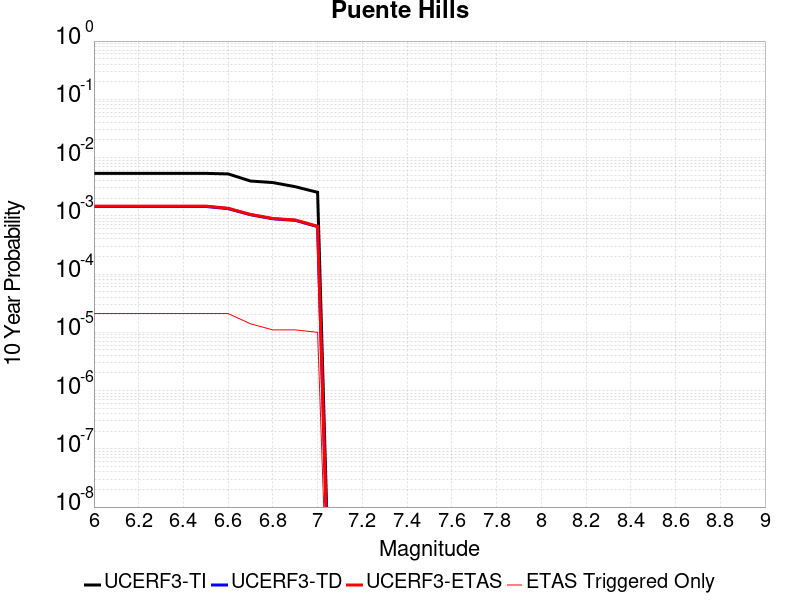 Puente Hills
10 0
10 -1
10 -2
10 -3
10 -4
10 -5
10 -6
10 -7
10 -8
10 Year Probability
6 6.2 6.4 6.6 6.8 7 7.2 7.4 7.6 7.8 8 8.2 8.4 8.6 8.8 9
Magnitude
UCERF3-TI UCERF3-TD UCERF3-ETAS ETAS Triggered Only